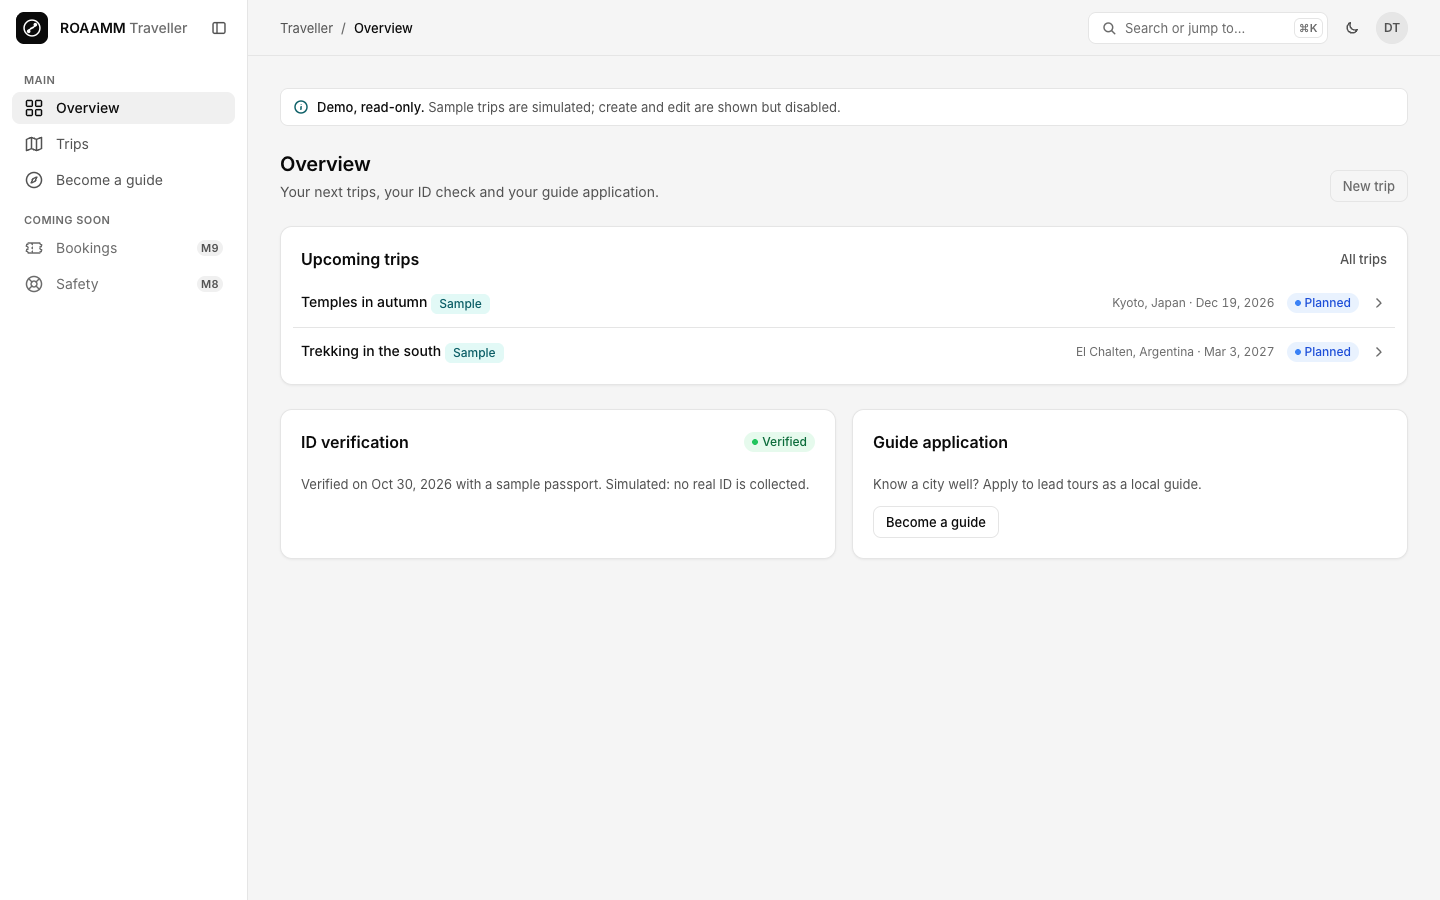 ROAAMM Traveller
Traveller / Overview
Search or jump to...
⌘K
DT
MAIN
Overview
Trips
Become a guide
COMING SOON
Bookings
M9
Safety
M8
Demo, read-only. Sample trips are simulated; create and edit are shown but disabled.
Overview
Your next trips, your ID check and your guide application.
New trip
Upcoming trips
All trips
Temples in autumn Sample
Kyoto, Japan · Dec 19, 2026
Planned
Trekking in the south Sample
El Chalten, Argentina · Mar 3, 2027
Planned
ID verification
Verified
Verified on Oct 30, 2026 with a sample passport. Simulated: no real ID is collected.
Guide application
Know a city well? Apply to lead tours as a local guide.
Become a guide